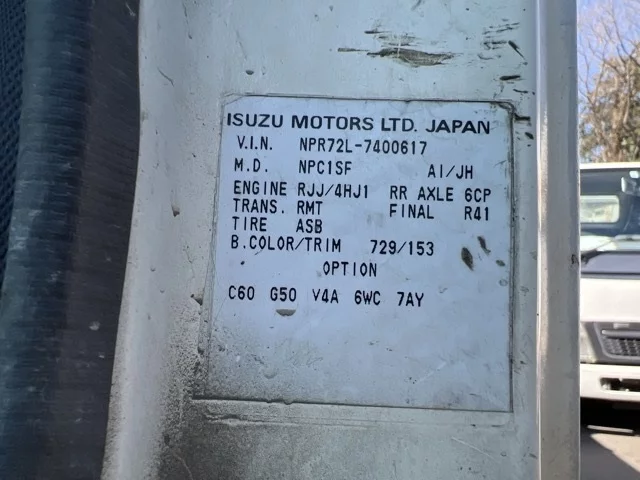 ISUZU MOTORS LTD. JAPAN
V.I.N. NPR72L-7400617
M.D. NPC1SF AI/JH
ENGINE RJJ/4HJ1 RR AXLE 6CP
TRANS. RMT FINAL R41
TIRE ASB
B.COLOR/TRIM 729/153
OPTION
C60 G50 V4A 6WC 7AY